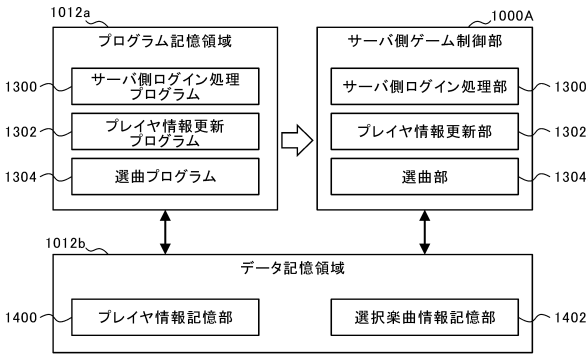 1012a
プログラム記憶領域
1300
サーバ側ログイン処理
プログラム
1302
プレイヤ情報更新
プログラム
1304
選曲プログラム
1000A
サーバ側ゲーム制御部
サーバ側ログイン処理部
1300
プレイヤ情報更新部
1302
選曲部
1304
1012b
データ記憶領域
1400
プレイヤ情報記憶部
選択楽曲情報記憶部
1402